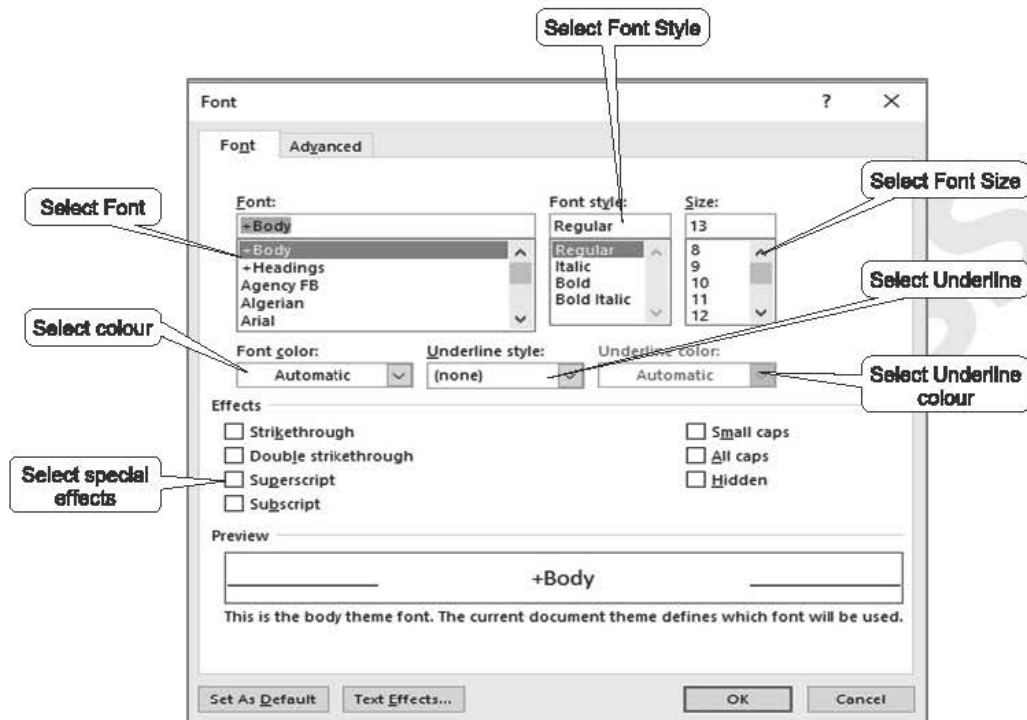 Select Font Style
Font ? ×
Font Advanced
Select Font
Font: Font style: Size:
Select Font Size
+Body Regular 13
+Body Regular 8
+Headings Italic 9
Agency FB Bold 10
Algerian Bold Italic 11
Arial 12
Select Underline
Select colour
Font color: Underline style: Underline color:
Automatic (none) Automatic
Select Underline
colour
Effects
Strikethrough Small caps
Double strikethrough All caps
Superscript Hidden
Subscript
Select special
effects
Preview
+Body
This is the body theme font. The current document theme defines which font will be used.
Set As Default Text Effects... OK Cancel